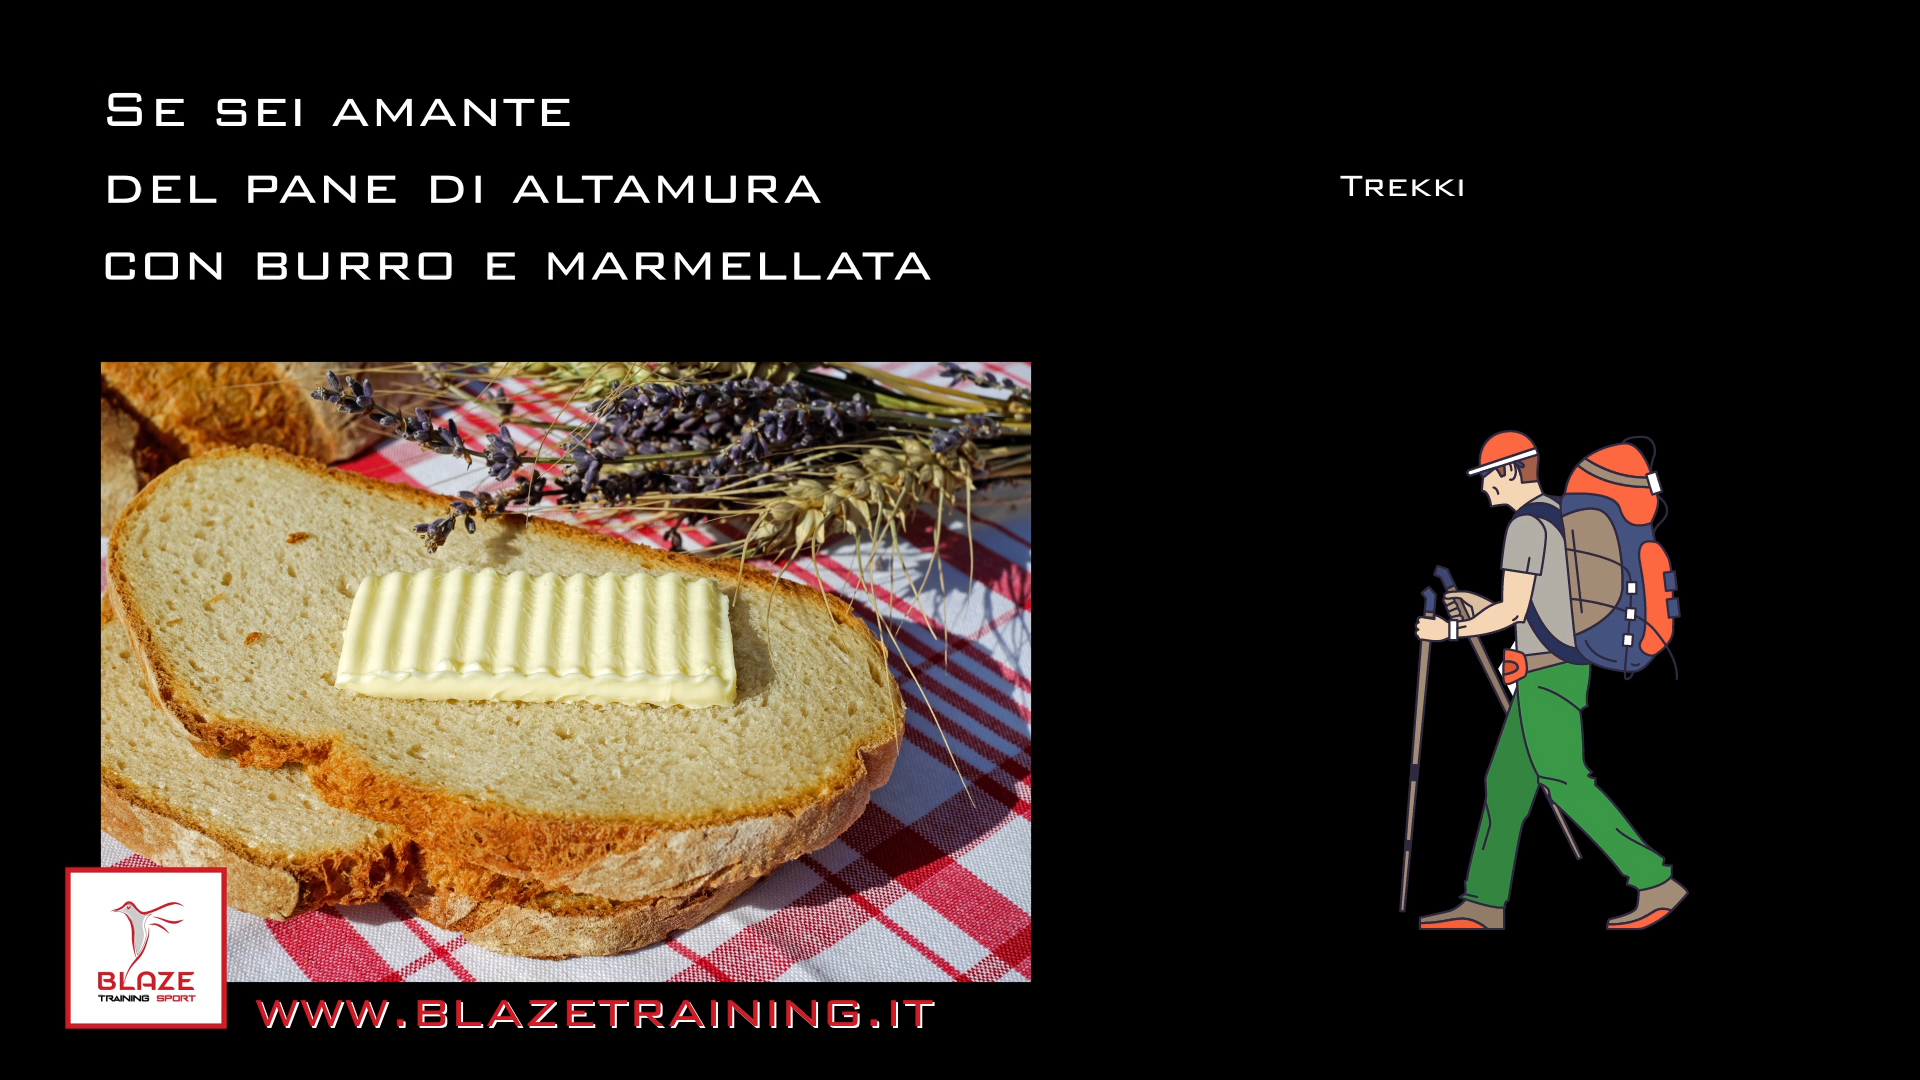 Se sei amante
del pane di Altamura
con burro e marmellata
Trekki
BLAZE
TRAINING SPORT
www.blazetraining.it